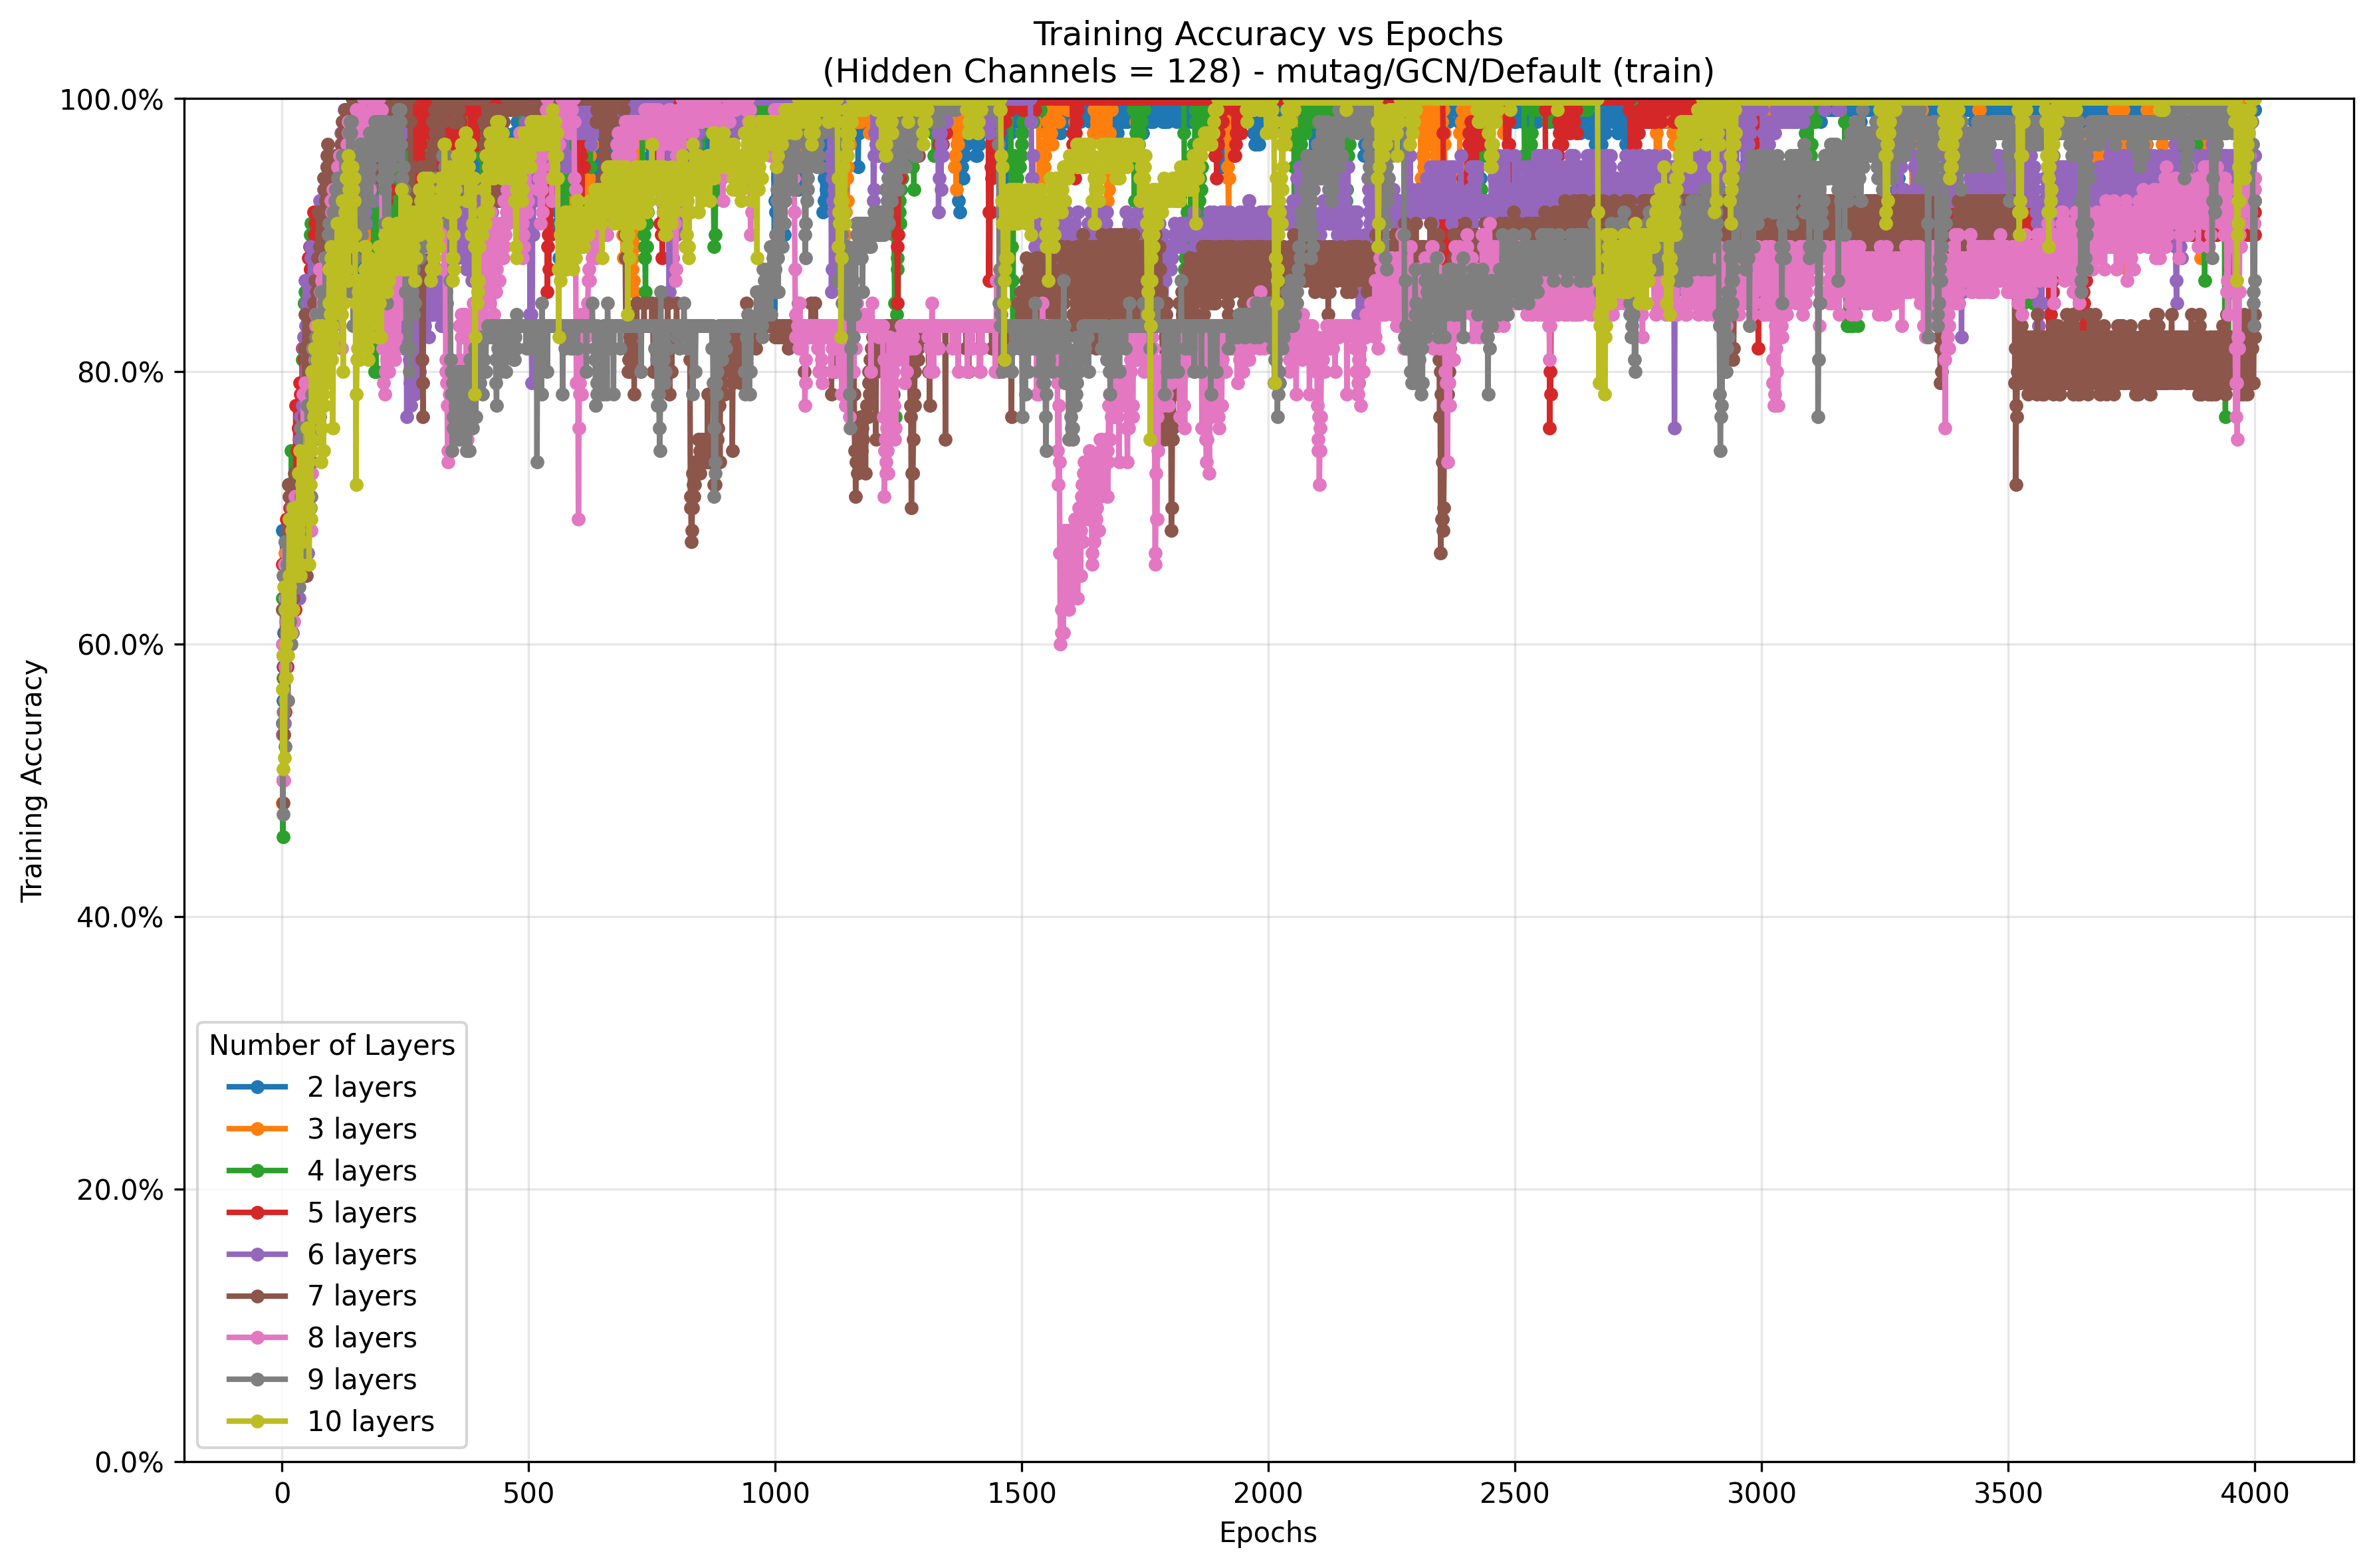 Training Accuracy vs Epochs
(Hidden Channels = 128) - mutag/GCN/Default (train)
100.0%
80.0%
60.0%
40.0%
20.0%
0.0%
Training Accuracy
Number of Layers
2 layers
3 layers
4 layers
5 layers
6 layers
7 layers
8 layers
9 layers
10 layers
0 500 1000 1500 2000 2500 3000 3500 4000
Epochs